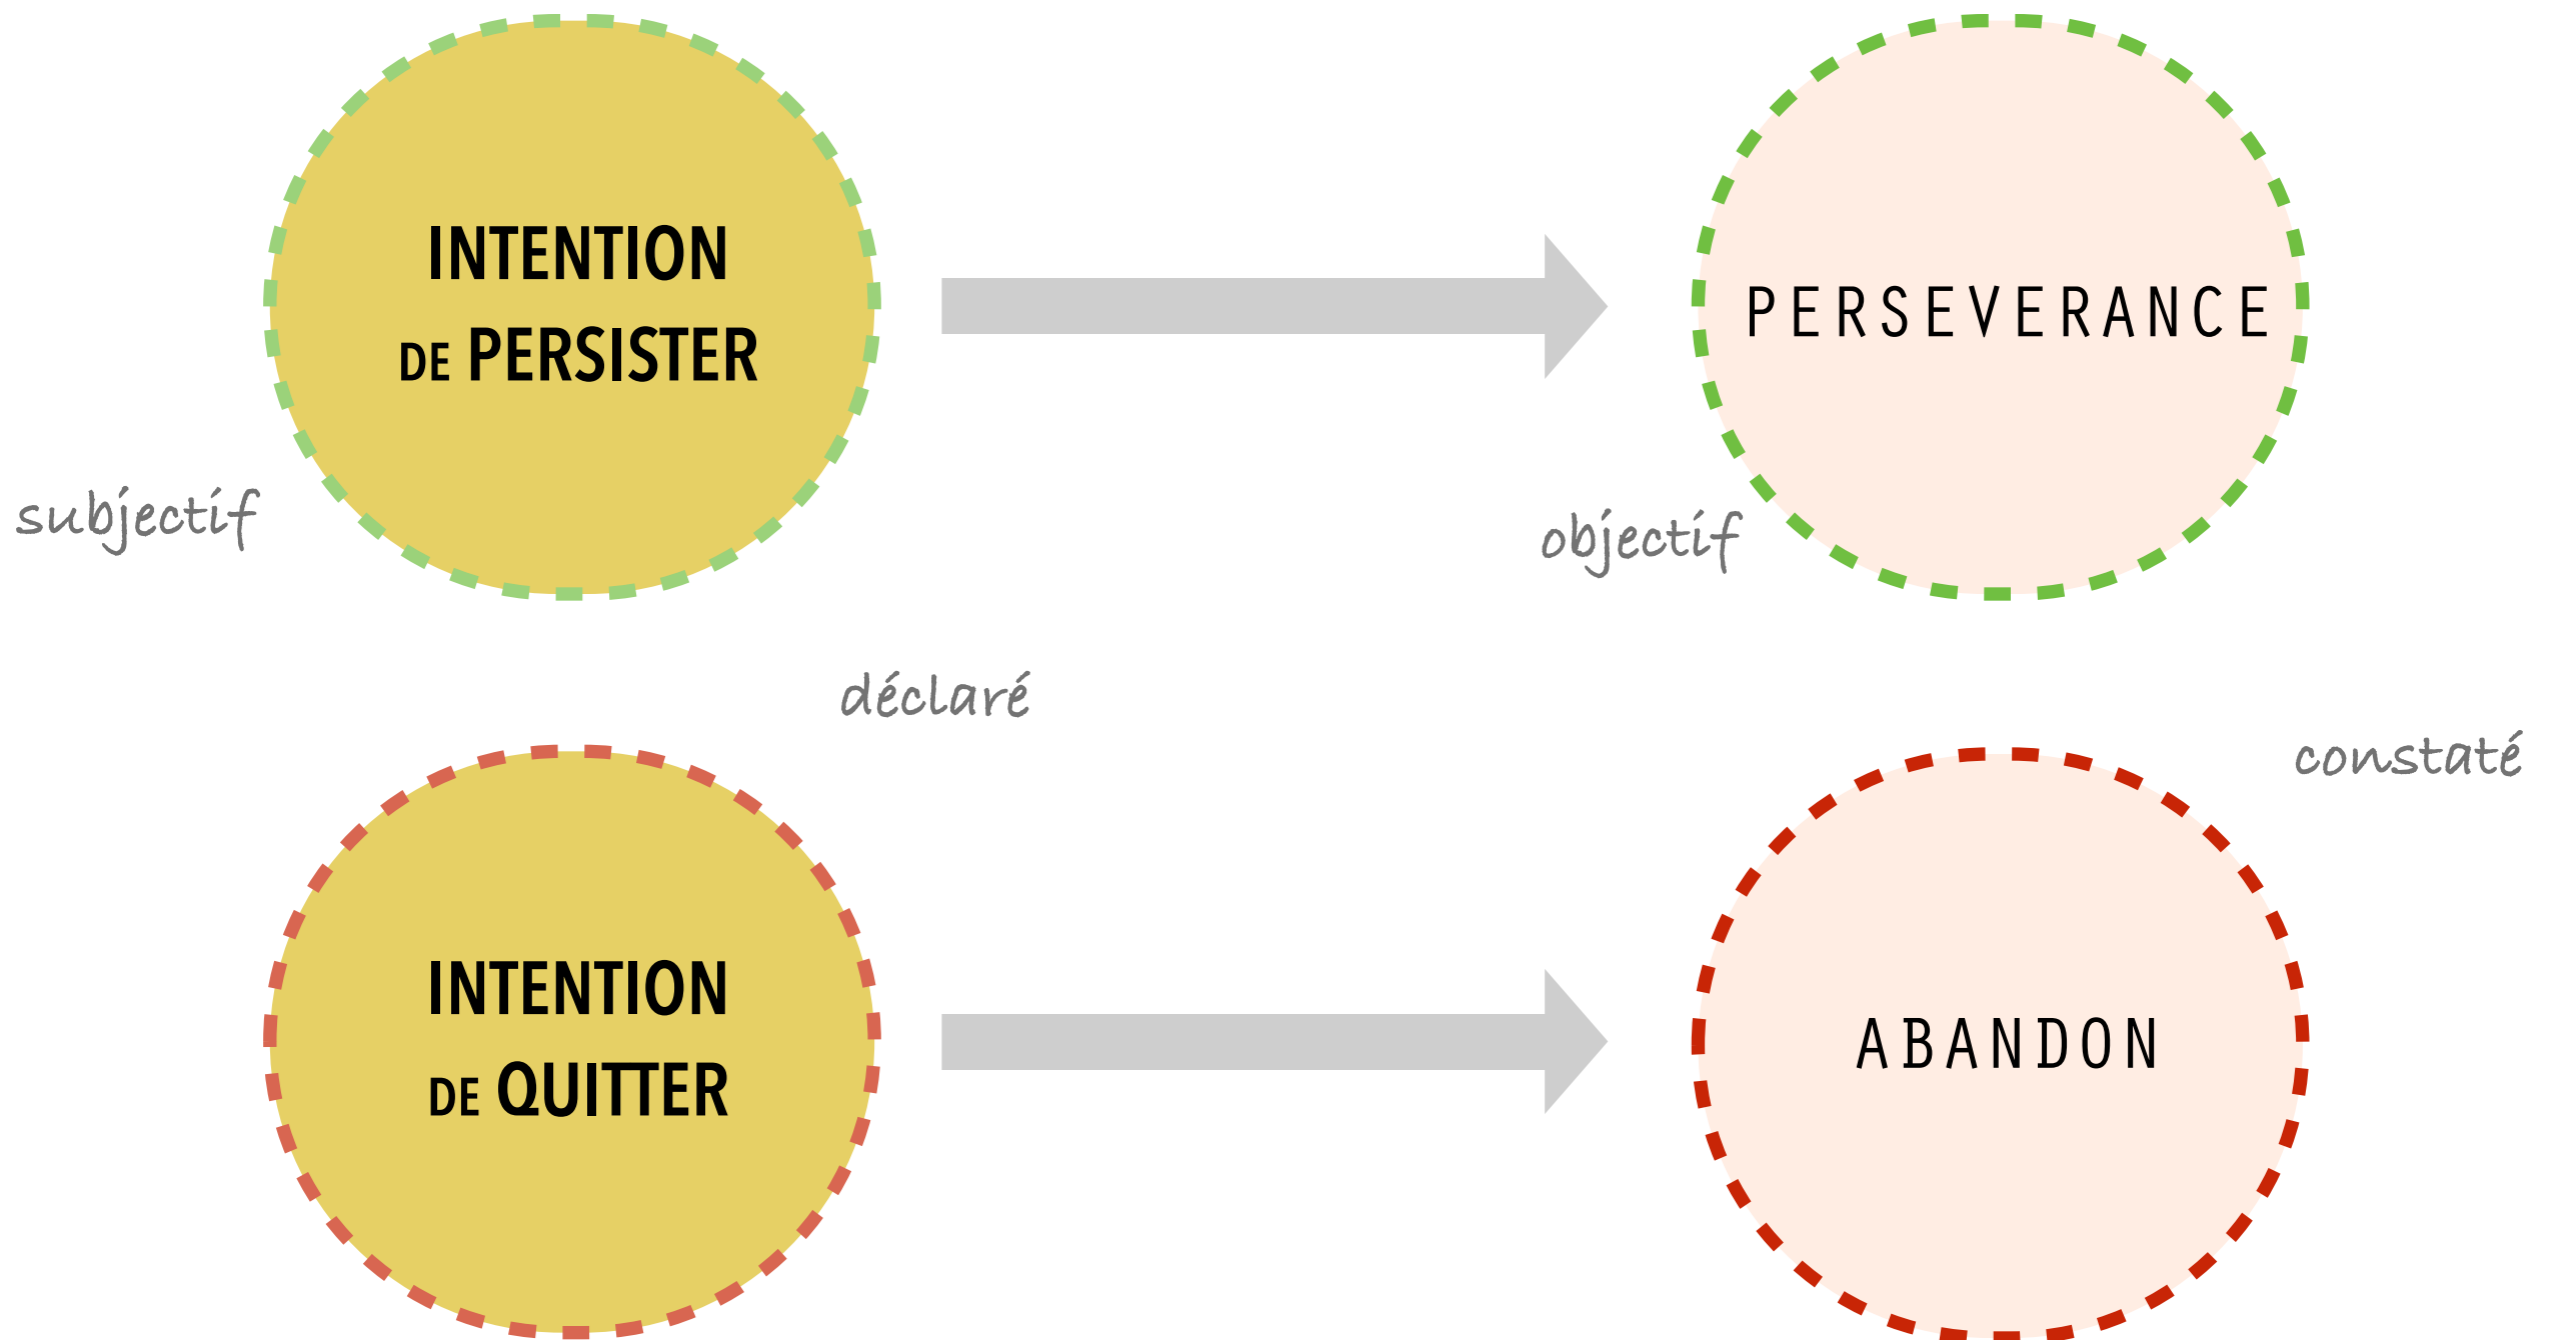 INTENTION
DE PERSISTER
PERSEVERANCE
subjectif
objectif
déclaré
constaté
INTENTION
DE QUITTER
ABANDON